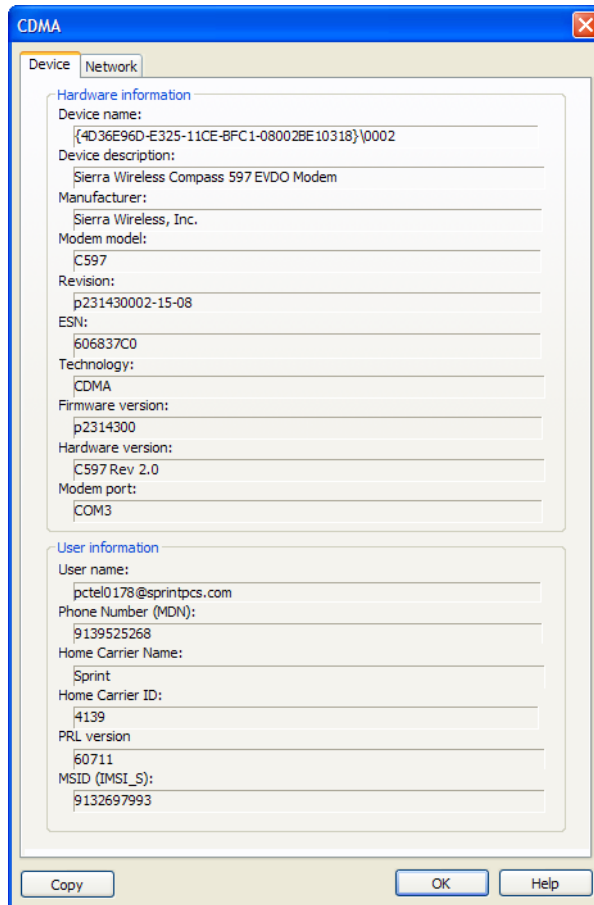 CDMA
Device
Network
Hardware information
Device name:
{4D36E96D-E325-11CE-BFC1-08002BE10318}\0002
Device description:
Sierra Wireless Compass 597 EVDO Modem
Manufacturer:
Sierra Wireless, Inc.
Modem model:
C597
Revision:
p231430002-15-08
ESN:
606837C0
Technology:
CDMA
Firmware version:
p2314300
Hardware version:
C597 Rev 2.0
Modem port:
COM3
User information
User name:
pctel0178@sprintpcs.com
Phone Number (MDN):
9139525268
Home Carrier Name:
Sprint
Home Carrier ID:
4139
PRL version
60711
MSID (IMSI_S):
9132697993
Copy
OK
Help